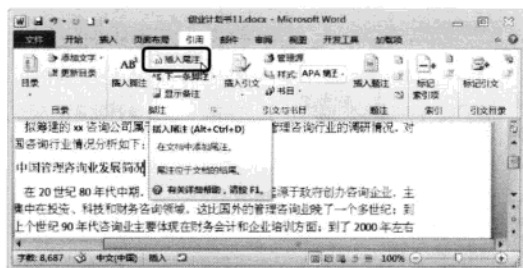 创业计划书11.docx - Microsoft Word
文件 开始 插入 页面布局 引用 邮件 审阅 视图 开发工具 加载项
目录 添加文字 更新目录 AB 插入脚注 插入尾注 下一条脚注 显示备注 插入引文 管理源 样式: APA 第五 书目 插入题注 标记索引项 标记引文
目录 脚注 引文与书目 题注 索引 引文目录
插入尾注 (Alt+Ctrl+D)
在文档中添加尾注。
尾注位于文档的结尾。
有关详细帮助，请按 F1。
拟筹建的 xx 咨询公司属于 管理咨询行业的调研情况，对
国咨询行业情况分析如下：
中国管理咨询业发展简况
在 20 世纪 80 年代中期， 起源于政府创办咨询企业，主
集中在投资、科技和财务咨询领域，这比国外的管理咨询业晚了一个多世纪；到
上个世纪 90 年代咨询业主要体现在财务会计和企业培训方面；到了 2000 年左右
字数: 8,687 中文(中国) 插入 100%